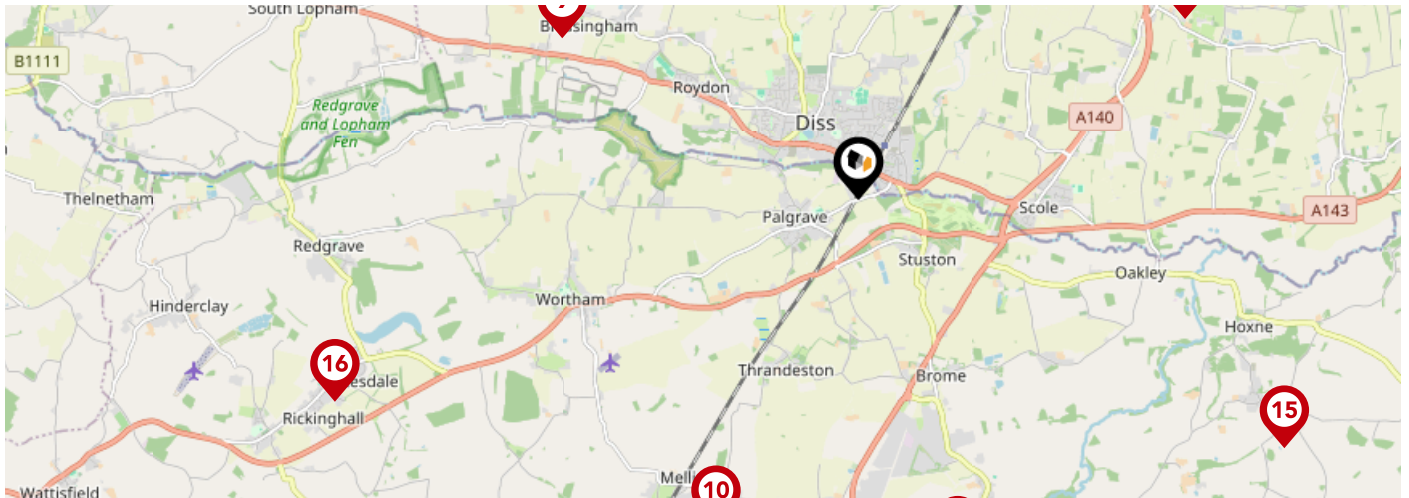 South Lopham
B1111
Roydon
Redgrave
and Lopham
Fen
Diss
A140
Thelnetham
Palgrave
Scole
A143
Redgrave
Stuston
Oakley
Hinderclay
Wortham
Hoxne
16
Thrandeston
Brome
15
Rickinghall
10
Wattisfield